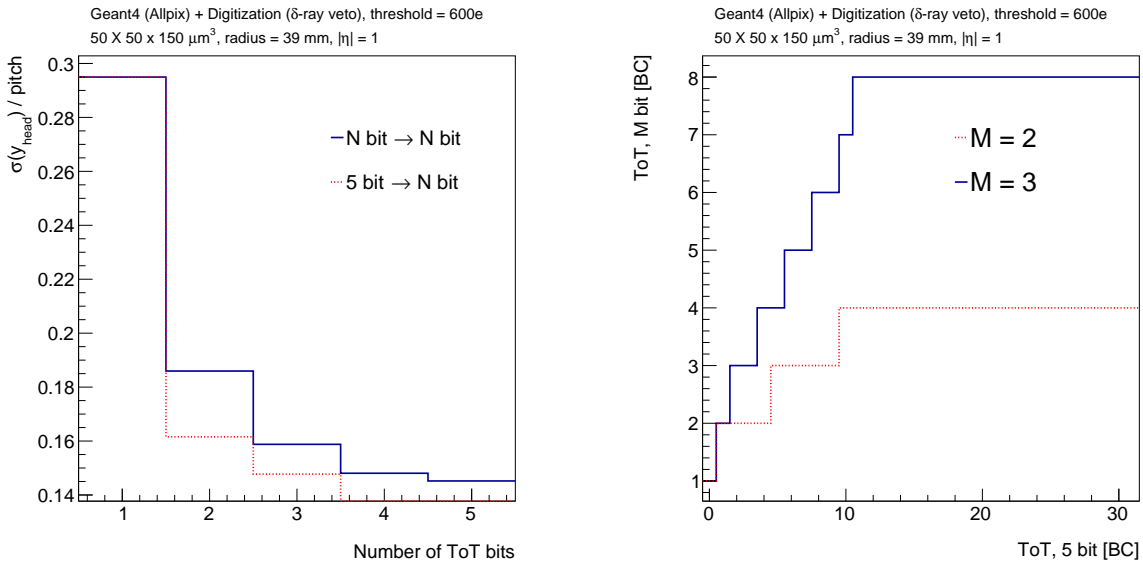 Geant4 (Allpix) + Digitization (δ-ray veto), threshold = 600e
50 X 50 x 150 μm³, radius = 39 mm, |η| = 1
σ(y_head) / pitch
0.3
0.28
0.26
0.24
0.22
0.2
0.18
0.16
0.14
N bit → N bit
5 bit → N bit
1 2 3 4 5
Number of ToT bits
Geant4 (Allpix) + Digitization (δ-ray veto), threshold = 600e
50 X 50 x 150 μm³, radius = 39 mm, |η| = 1
ToT, M bit [BC]
8
7
6
5
4
3
2
1
M = 2
M = 3
0 10 20 30
ToT, 5 bit [BC]